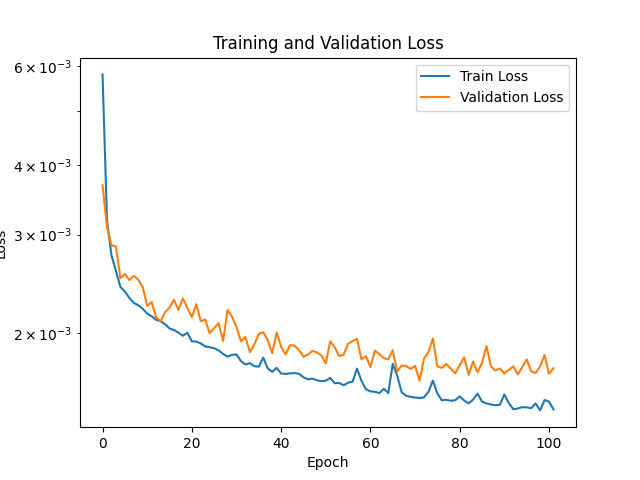 Training and Validation Loss
6 × 10⁻³
4 × 10⁻³
3 × 10⁻³
2 × 10⁻³
Loss
Train Loss
Validation Loss
0 20 40 60 80 100
Epoch